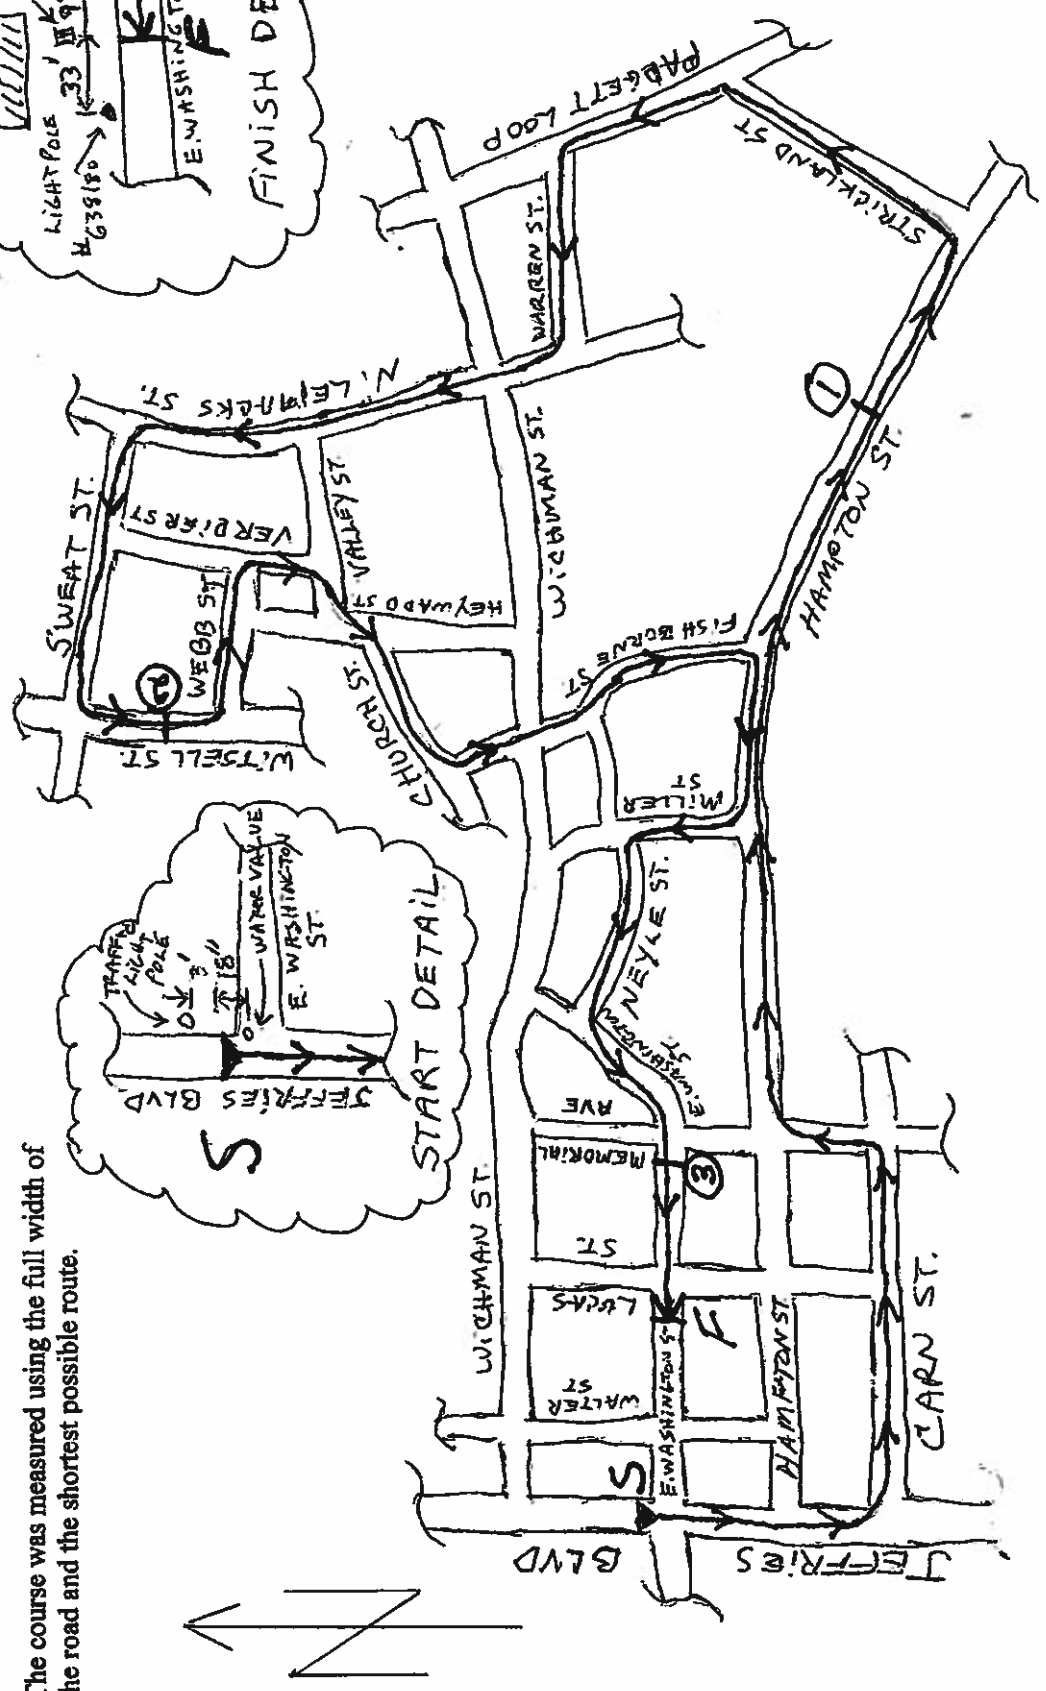 The course was measured using the full width of
the road and the shortest possible route.
LIGHT POLE
# 638180
33'
E. WASHINGTO
F
FINISH DE
S
START DETAIL
TRAFFIC
LIGHT
POLE
3'
18"
WATER VALVE
E. WASHINGTON
ST.
JEFFRIES BLVD
SWEAT ST.
WITSELL ST.
2
WEBB ST
VERDIER ST
N. LEMACKS ST.
VALLEY ST.
HEYWARD ST
CHURCH ST.
WICHMAN ST.
WARREN ST.
PADGETT LOOP
STRICKLAND ST
1
HAMPTON ST.
FISHBURNE
ST
MILLER
ST
NEYLE ST.
E. WASHINGTON
ST.
WICHMAN ST
MEMORIAL
AVE
3
LUCAS
ST.
WALTER
ST
S
E. WASHINGTON ST
F
HAMPTON ST.
CARN ST.
JEFFRIES BLVD
N